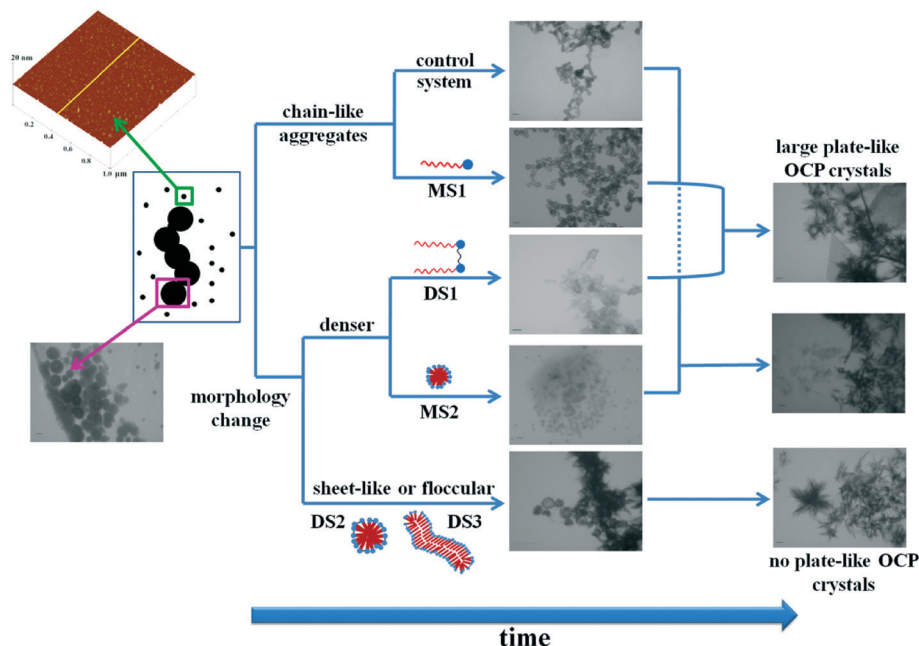 20 nm
0.2
0.4
0.6
0.8
1.0 μm
chain-like
aggregates
control
system
MS1
large plate-like
OCP crystals
DS1
denser
MS2
morphology
change
sheet-like or floccular
DS2
DS3
no plate-like OCP
crystals
time